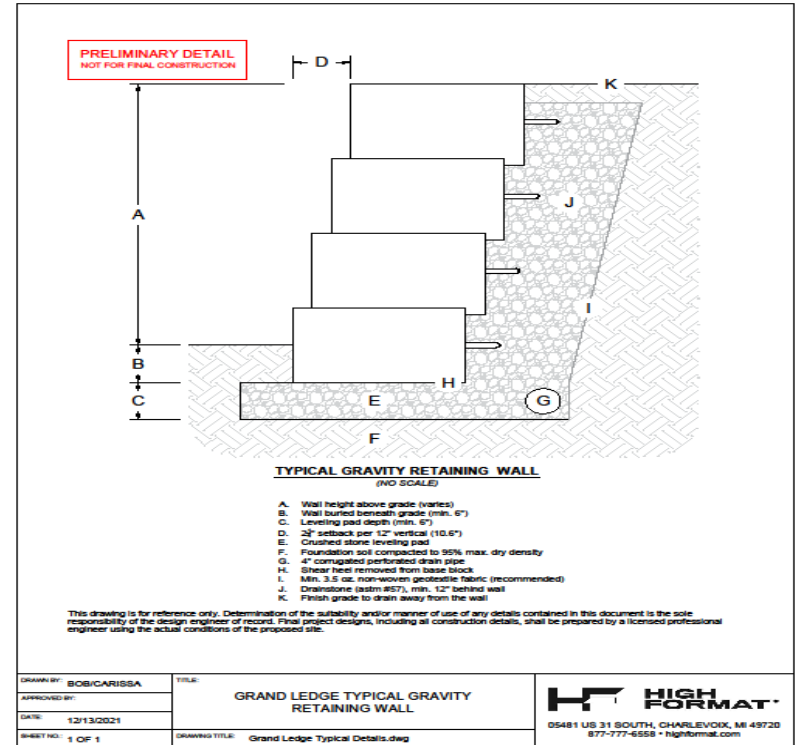 PRELIMINARY DETAIL
NOT FOR FINAL CONSTRUCTION
D
K
A
J
I
B
H
C
E
G
F
TYPICAL GRAVITY RETAINING WALL
(NO SCALE)
A. Wall height above grade (varies)
B. Wall buried beneath grade (min. 6")
C. Leveling pad depth (min. 6")
D. setback per 12" vertical (10.6°)
E. Crushed stone leveling pad
F. Foundation soil compacted to 95% max. dry density
G. 4" corrugated perforated drain pipe
H. Shear heel removed from base block
I. Min. 3.5 oz. non-woven geotextile fabric (recommended)
J. Drainstone (astm #57), min. 12" behind wall
K. Finish grade to drain away from the wall
This drawing is for reference only. Determination of the suitability and/or manner of use of any details contained in this document is the sole
responsibility of the design engineer of record. Final project designs, including all construction details, shall be prepared by a licensed professional
engineer using the actual conditions of the proposed site.
DRAWN BY: BOB/CARISSA
APPROVED BY:
DATE: 12/13/2021
SHEET NO.: 1 OF 1
TITLE:
GRAND LEDGE TYPICAL GRAVITY
RETAINING WALL
DRAWING TITLE: Grand Ledge Typical Details.dwg
HIGH
FORMAT
05481 US 31 SOUTH, CHARLEVOIX, MI 49720
877-777-6558 • highformat.com